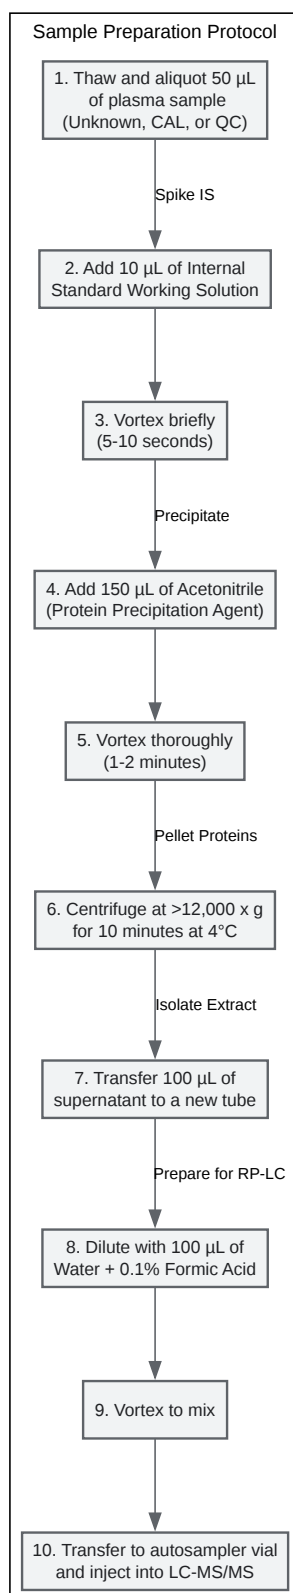 Sample Preparation Protocol
1. Thaw and aliquot 50 µL
of plasma sample
(Unknown, CAL, or QC)
Spike IS
2. Add 10 µL of Internal
Standard Working Solution
3. Vortex briefly
(5-10 seconds)
Precipitate
4. Add 150 µL of Acetonitrile
(Protein Precipitation Agent)
5. Vortex thoroughly
(1-2 minutes)
Pellet Proteins
6. Centrifuge at >12,000 x g
for 10 minutes at 4°C
Isolate Extract
7. Transfer 100 µL of
supernatant to a new tube
Prepare for RP-LC
8. Dilute with 100 µL of
Water + 0.1% Formic Acid
9. Vortex to mix
10. Transfer to autosampler vial
and inject into LC-MS/MS